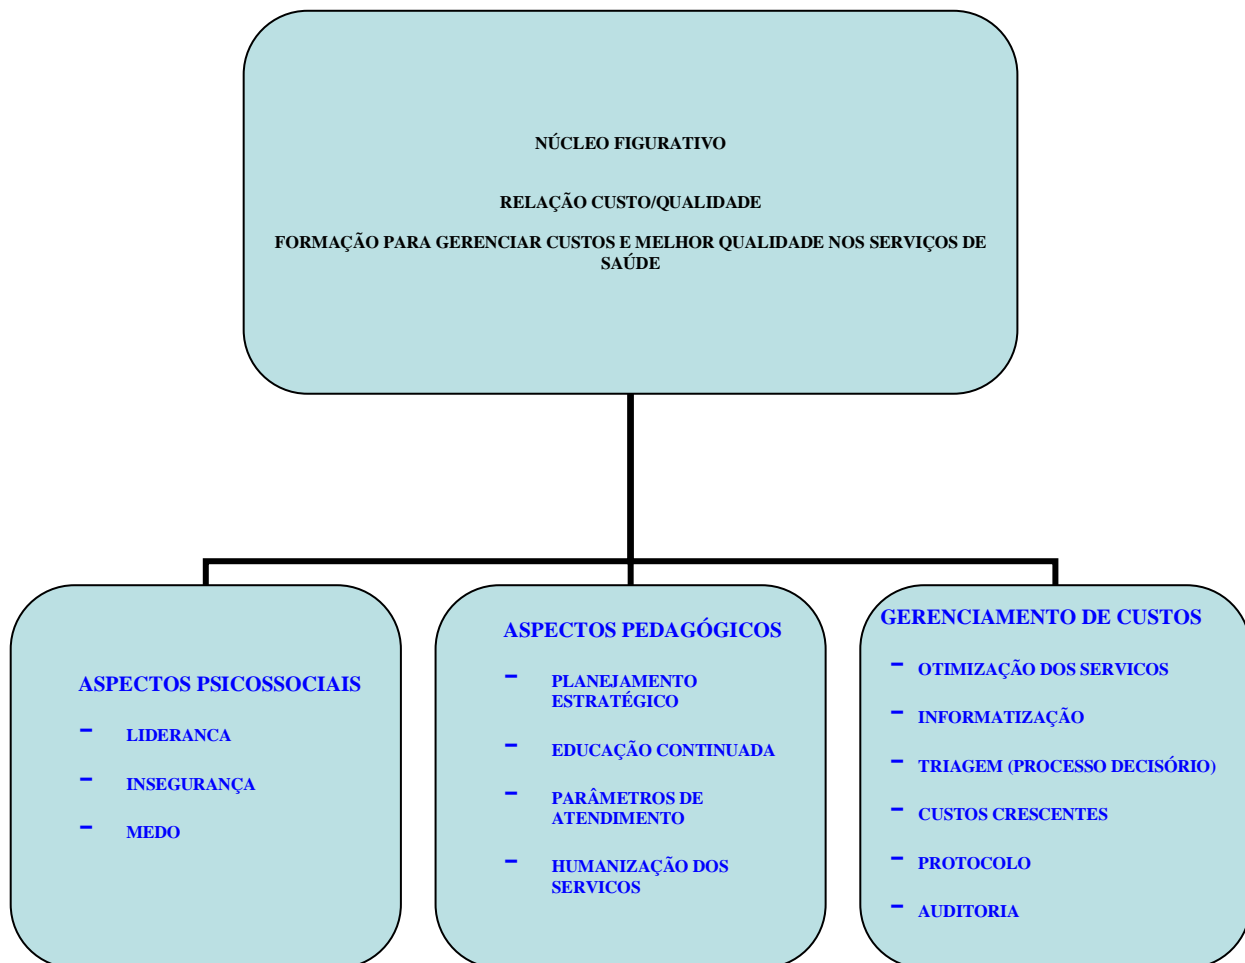 NÚCLEO FIGURATIVO
RELAÇÃO CUSTO/QUALIDADE
FORMAÇÃO PARA GERENCIAR CUSTOS E MELHOR QUALIDADE NOS SERVIÇOS DE
SAÚDE
ASPECTOS PSICOSSOCIAIS
- LIDERANCA
- INSEGURANÇA
- MEDO
ASPECTOS PEDAGÓGICOS
- PLANEJAMENTO
ESTRATÉGICO
- EDUCAÇÃO CONTINUADA
- PARÂMETROS DE
ATENDIMENTO
- HUMANIZAÇÃO DOS
SERVICOS
GERENCIAMENTO DE CUSTOS
- OTIMIZAÇÃO DOS SERVICOS
- INFORMATIZAÇÃO
- TRIAGEM (PROCESSO DECISÓRIO)
- CUSTOS CRESCENTES
- PROTOCOLO
- AUDITORIA